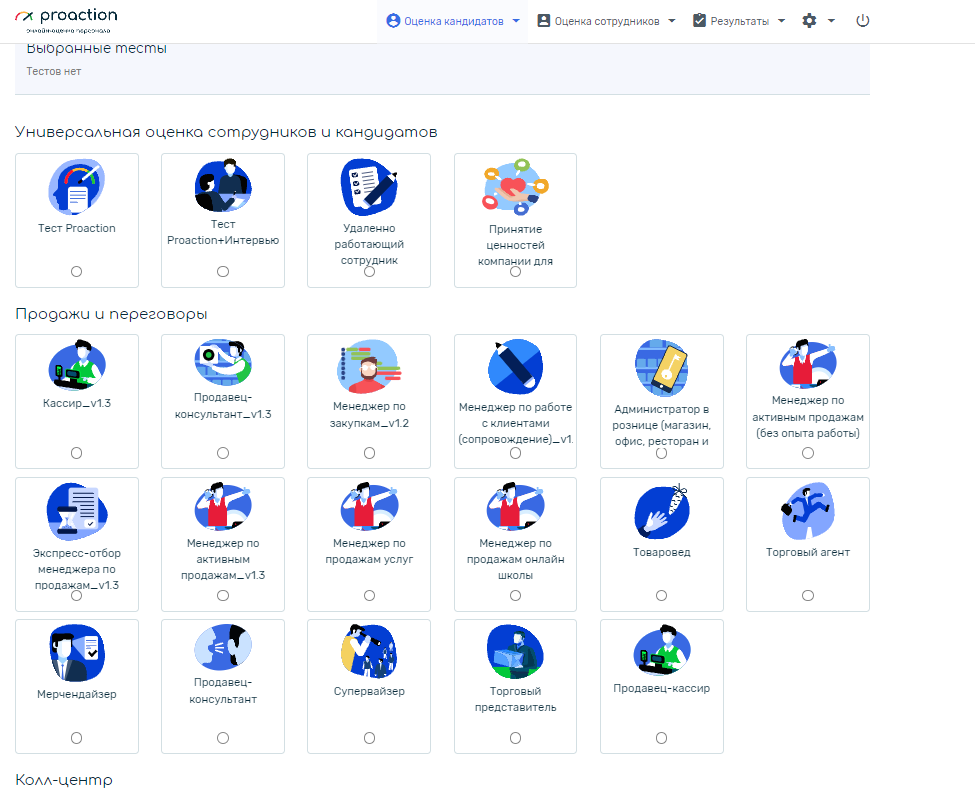 proaction
онлайн-оценка персонала
Оценка кандидатов
Оценка сотрудников
Результаты
Выбранные тесты
Тестов нет
Универсальная оценка сотрудников и кандидатов
Тест Proaction
Тест
Proaction+Интервью
Удаленно
работающий
сотрудник
Принятие
ценностей
компании для
Продажи и переговоры
Кассир_v1.3
Продавец-
консультант_v1.3
Менеджер по
закупкам_v1.2
Менеджер по работе
с клиентами
(сопровождение)_v1.
Администратор в
рознице (магазин,
офис, ресторан и
Менеджер по
активным продажам
(без опыта работы)
Экспресс-отбор
менеджера по
продажам_v1.3
Менеджер по
активным
продажам_v1.3
Менеджер по
продажам услуг
Менеджер по
продажам онлайн
школы
Товаровед
Торговый агент
Мерчендайзер
Продавец-
консультант
Супервайзер
Торговый
представитель
Продавец-кассир
Колл-центр